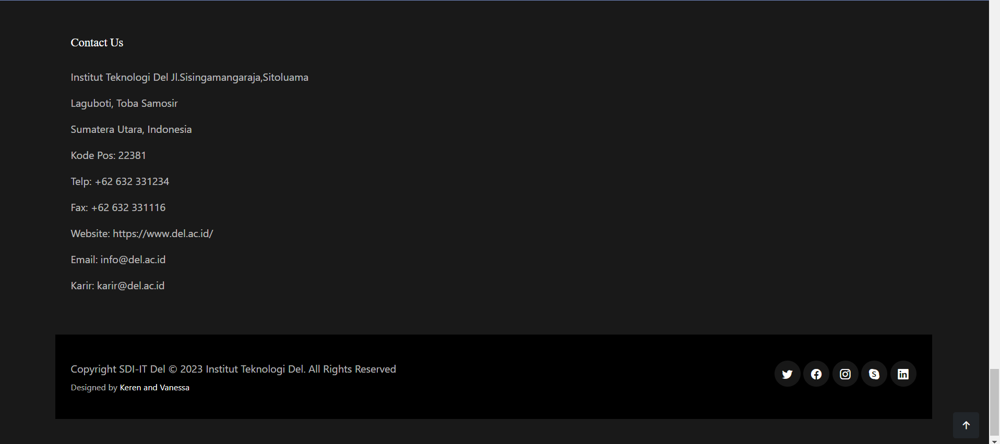 Contact Us
Institut Teknologi Del Jl.Sisingamangaraja,Sitoluama
Laguboti, Toba Samosir
Sumatera Utara, Indonesia
Kode Pos: 22381
Telp: +62 632 331234
Fax: +62 632 331116
Website: https://www.del.ac.id/
Email: info@del.ac.id
Karir: karir@del.ac.id
Copyright SDI-IT Del © 2023 Institut Teknologi Del. All Rights Reserved
Designed by Keren and Vanessa